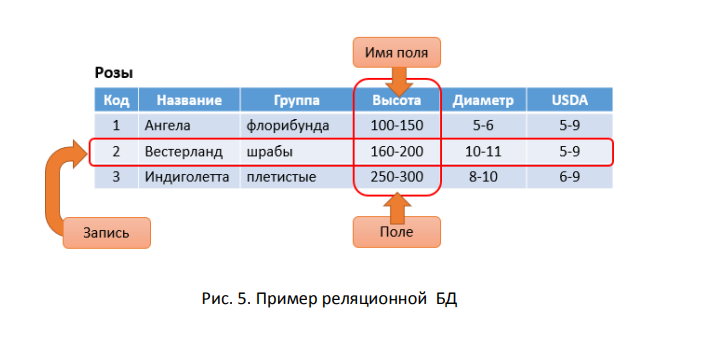 Имя поля
Розы
Код Название Группа Высота Диаметр USDA
1 Ангела флорибунда 100-150 5-6 5-9
2 Вестерланд шрабы 160-200 10-11 5-9
3 Индиголетта плетистые 250-300 8-10 6-9
Запись
Поле
Рис. 5. Пример реляционной БД